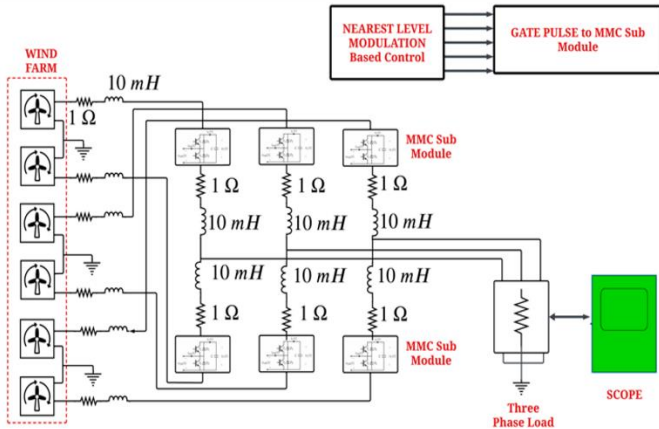 NEAREST LEVEL
MODULATION
Based Control
GATE PULSE to MMC Sub
Module
WIND
FARM
10 mH
1 Ω
MMC Sub
Module
1 Ω
1 Ω
1 Ω
10 mH
10 mH
10 mH
10 mH
10 mH
10 mH
1 Ω
1 Ω
1 Ω
MMC Sub
Module
Three
Phase Load
SCOPE